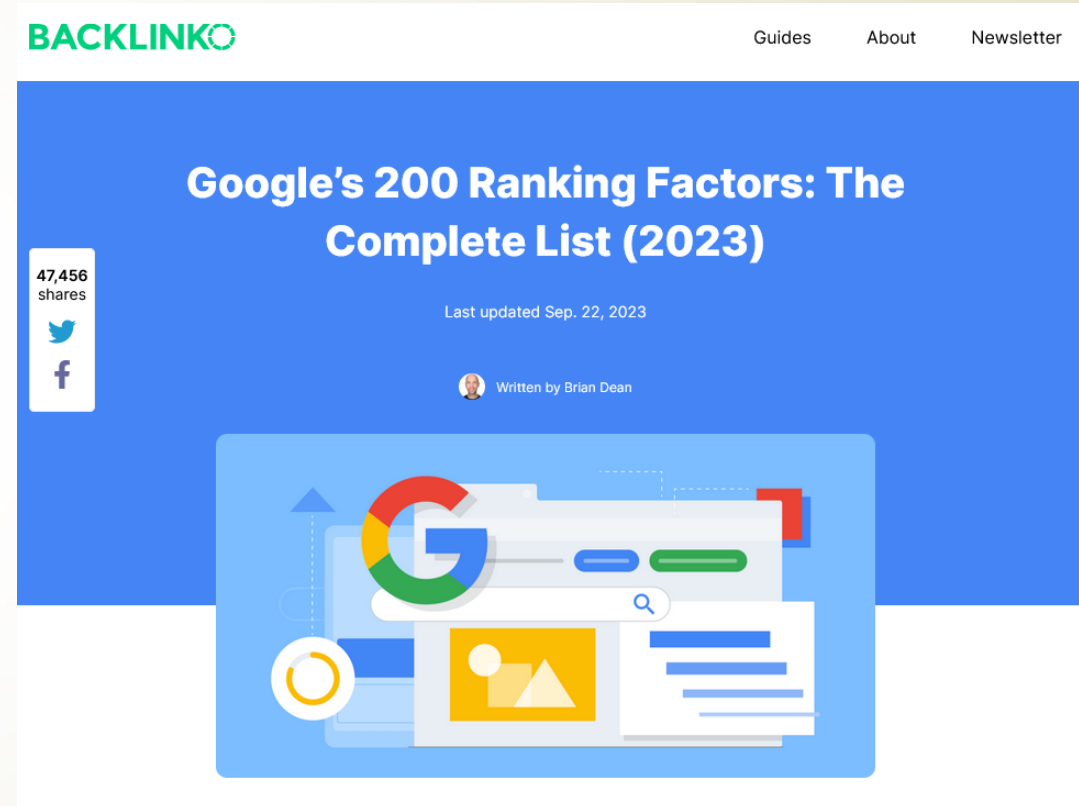 BACKLINKO
Guides About Newsletter
Google’s 200 Ranking Factors: The
Complete List (2023)
47,456
shares
Last updated Sep. 22, 2023
Written by Brian Dean